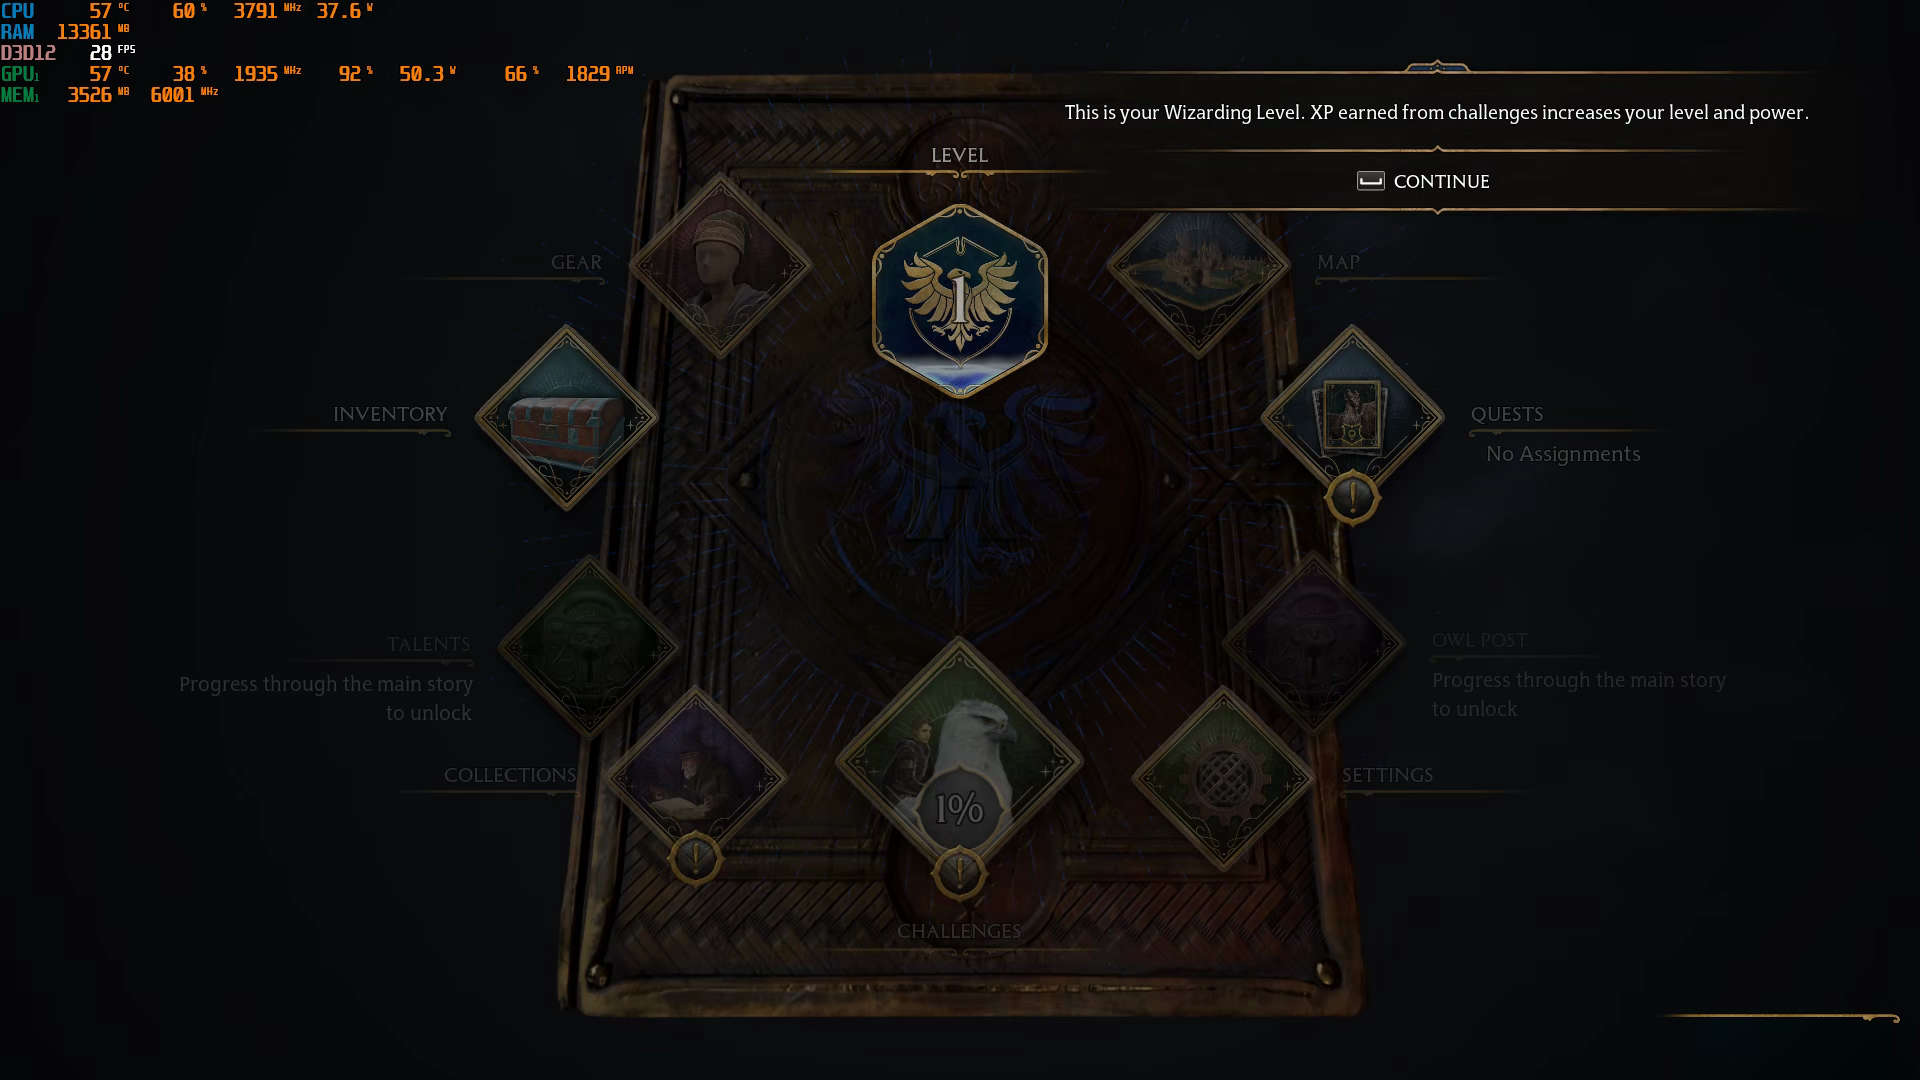 CPU 57 °C 60 % 3791 MHz 37.6 W
RAM 13361 MB
D3D12 28 FPS
GPU1 57 °C 38 % 1935 MHz 92 % 50.3 W 66 % 1829 RPM
MEM1 3526 MB 6001 MHz
This is your Wizarding Level. XP earned from challenges increases your level and power.
CONTINUE
LEVEL
1
GEAR
MAP
INVENTORY
QUESTS
No Assignments
TALENTS
Progress through the main story
to unlock
OWL POST
Progress through the main story
to unlock
COLLECTIONS
SETTINGS
1%
CHALLENGES